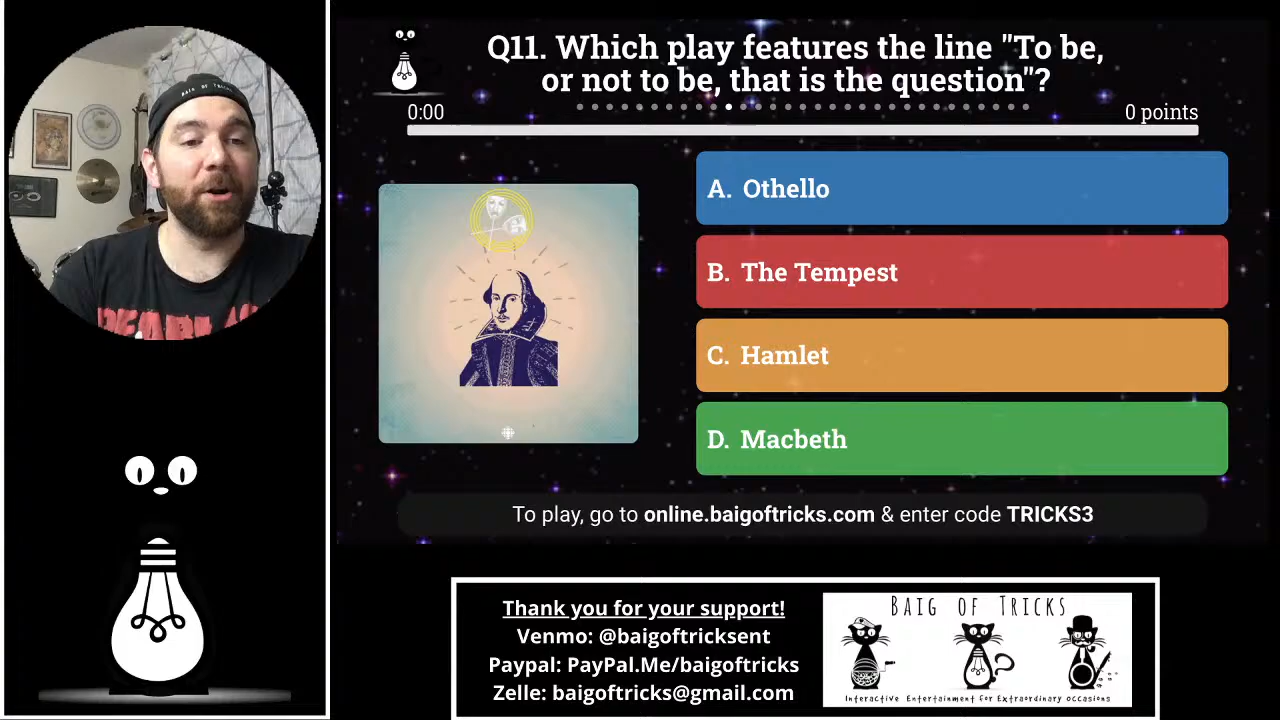 Q11. Which play features the line "To be,
or not to be, that is the question"?
0:00
0 points
A. Othello
B. The Tempest
C. Hamlet
D. Macbeth
To play, go to online.baigoftricks.com & enter code TRICKS3
Thank you for your support!
Venmo: @baigoftricksent
Paypal: PayPal.Me/baigoftricks
Zelle: baigoftricks@gmail.com
BAIG OF TRICKS
Interactive Entertainment for Extraordinary occasions